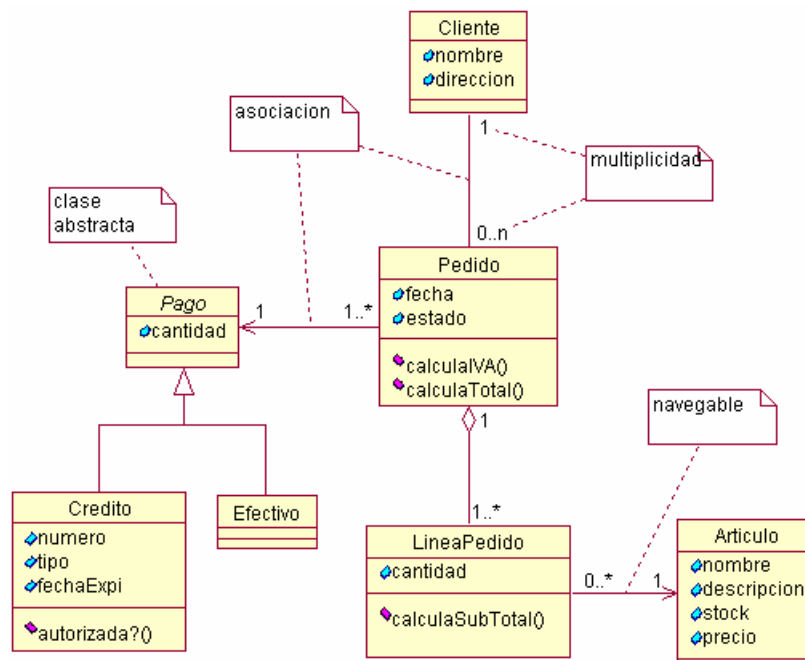 Cliente
nombre
direccion
asociacion
1
multiplicidad
clase
abstracta
0..n
Pedido
fecha
estado
calculaIVA()
calculaTotal()
Pago
cantidad
1
1..*
1
navegable
1..*
Credito
numero
tipo
fechaExpi
autorizada?()
Efectivo
LineaPedido
cantidad
calculaSubTotal()
0..*
1
Articulo
nombre
descripcion
stock
precio